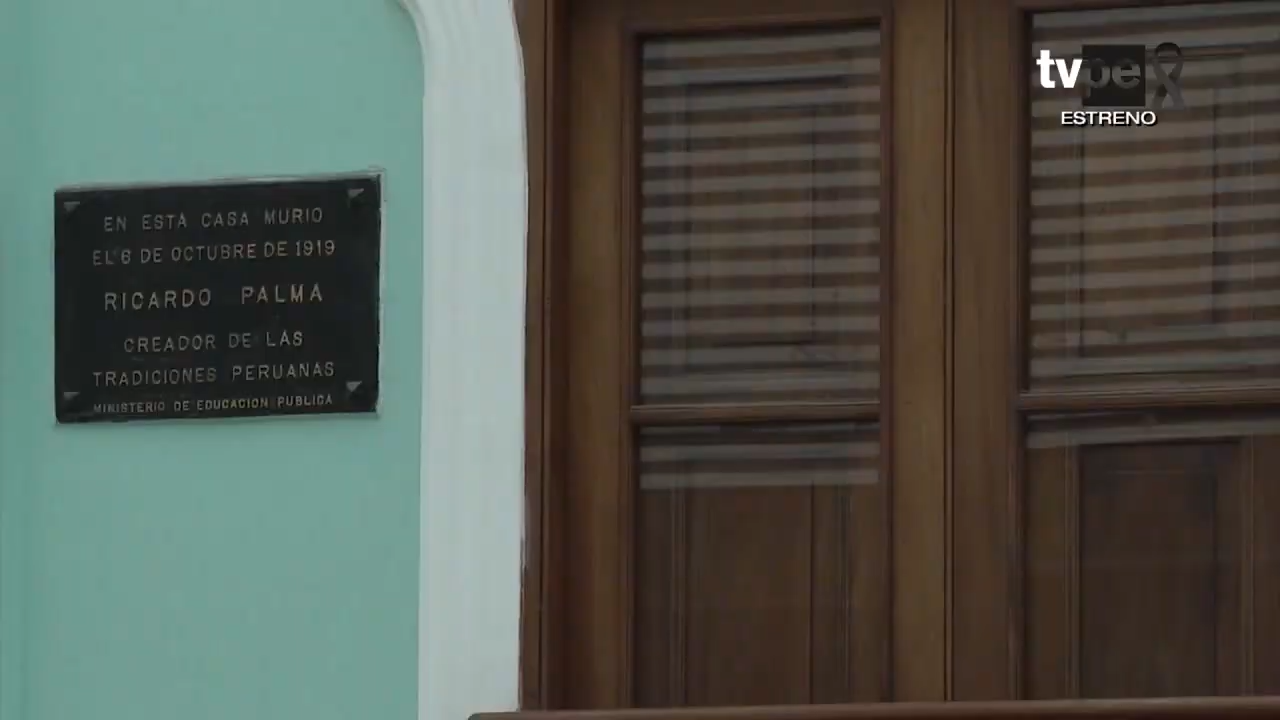 EN ESTA CASA MURIO
EL 6 DE OCTUBRE DE 1919
RICARDO PALMA
CREADOR DE LAS
TRADICIONES PERUANAS
MINISTERIO DE EDUCACION PUBLICA
tvpe
ESTRENO